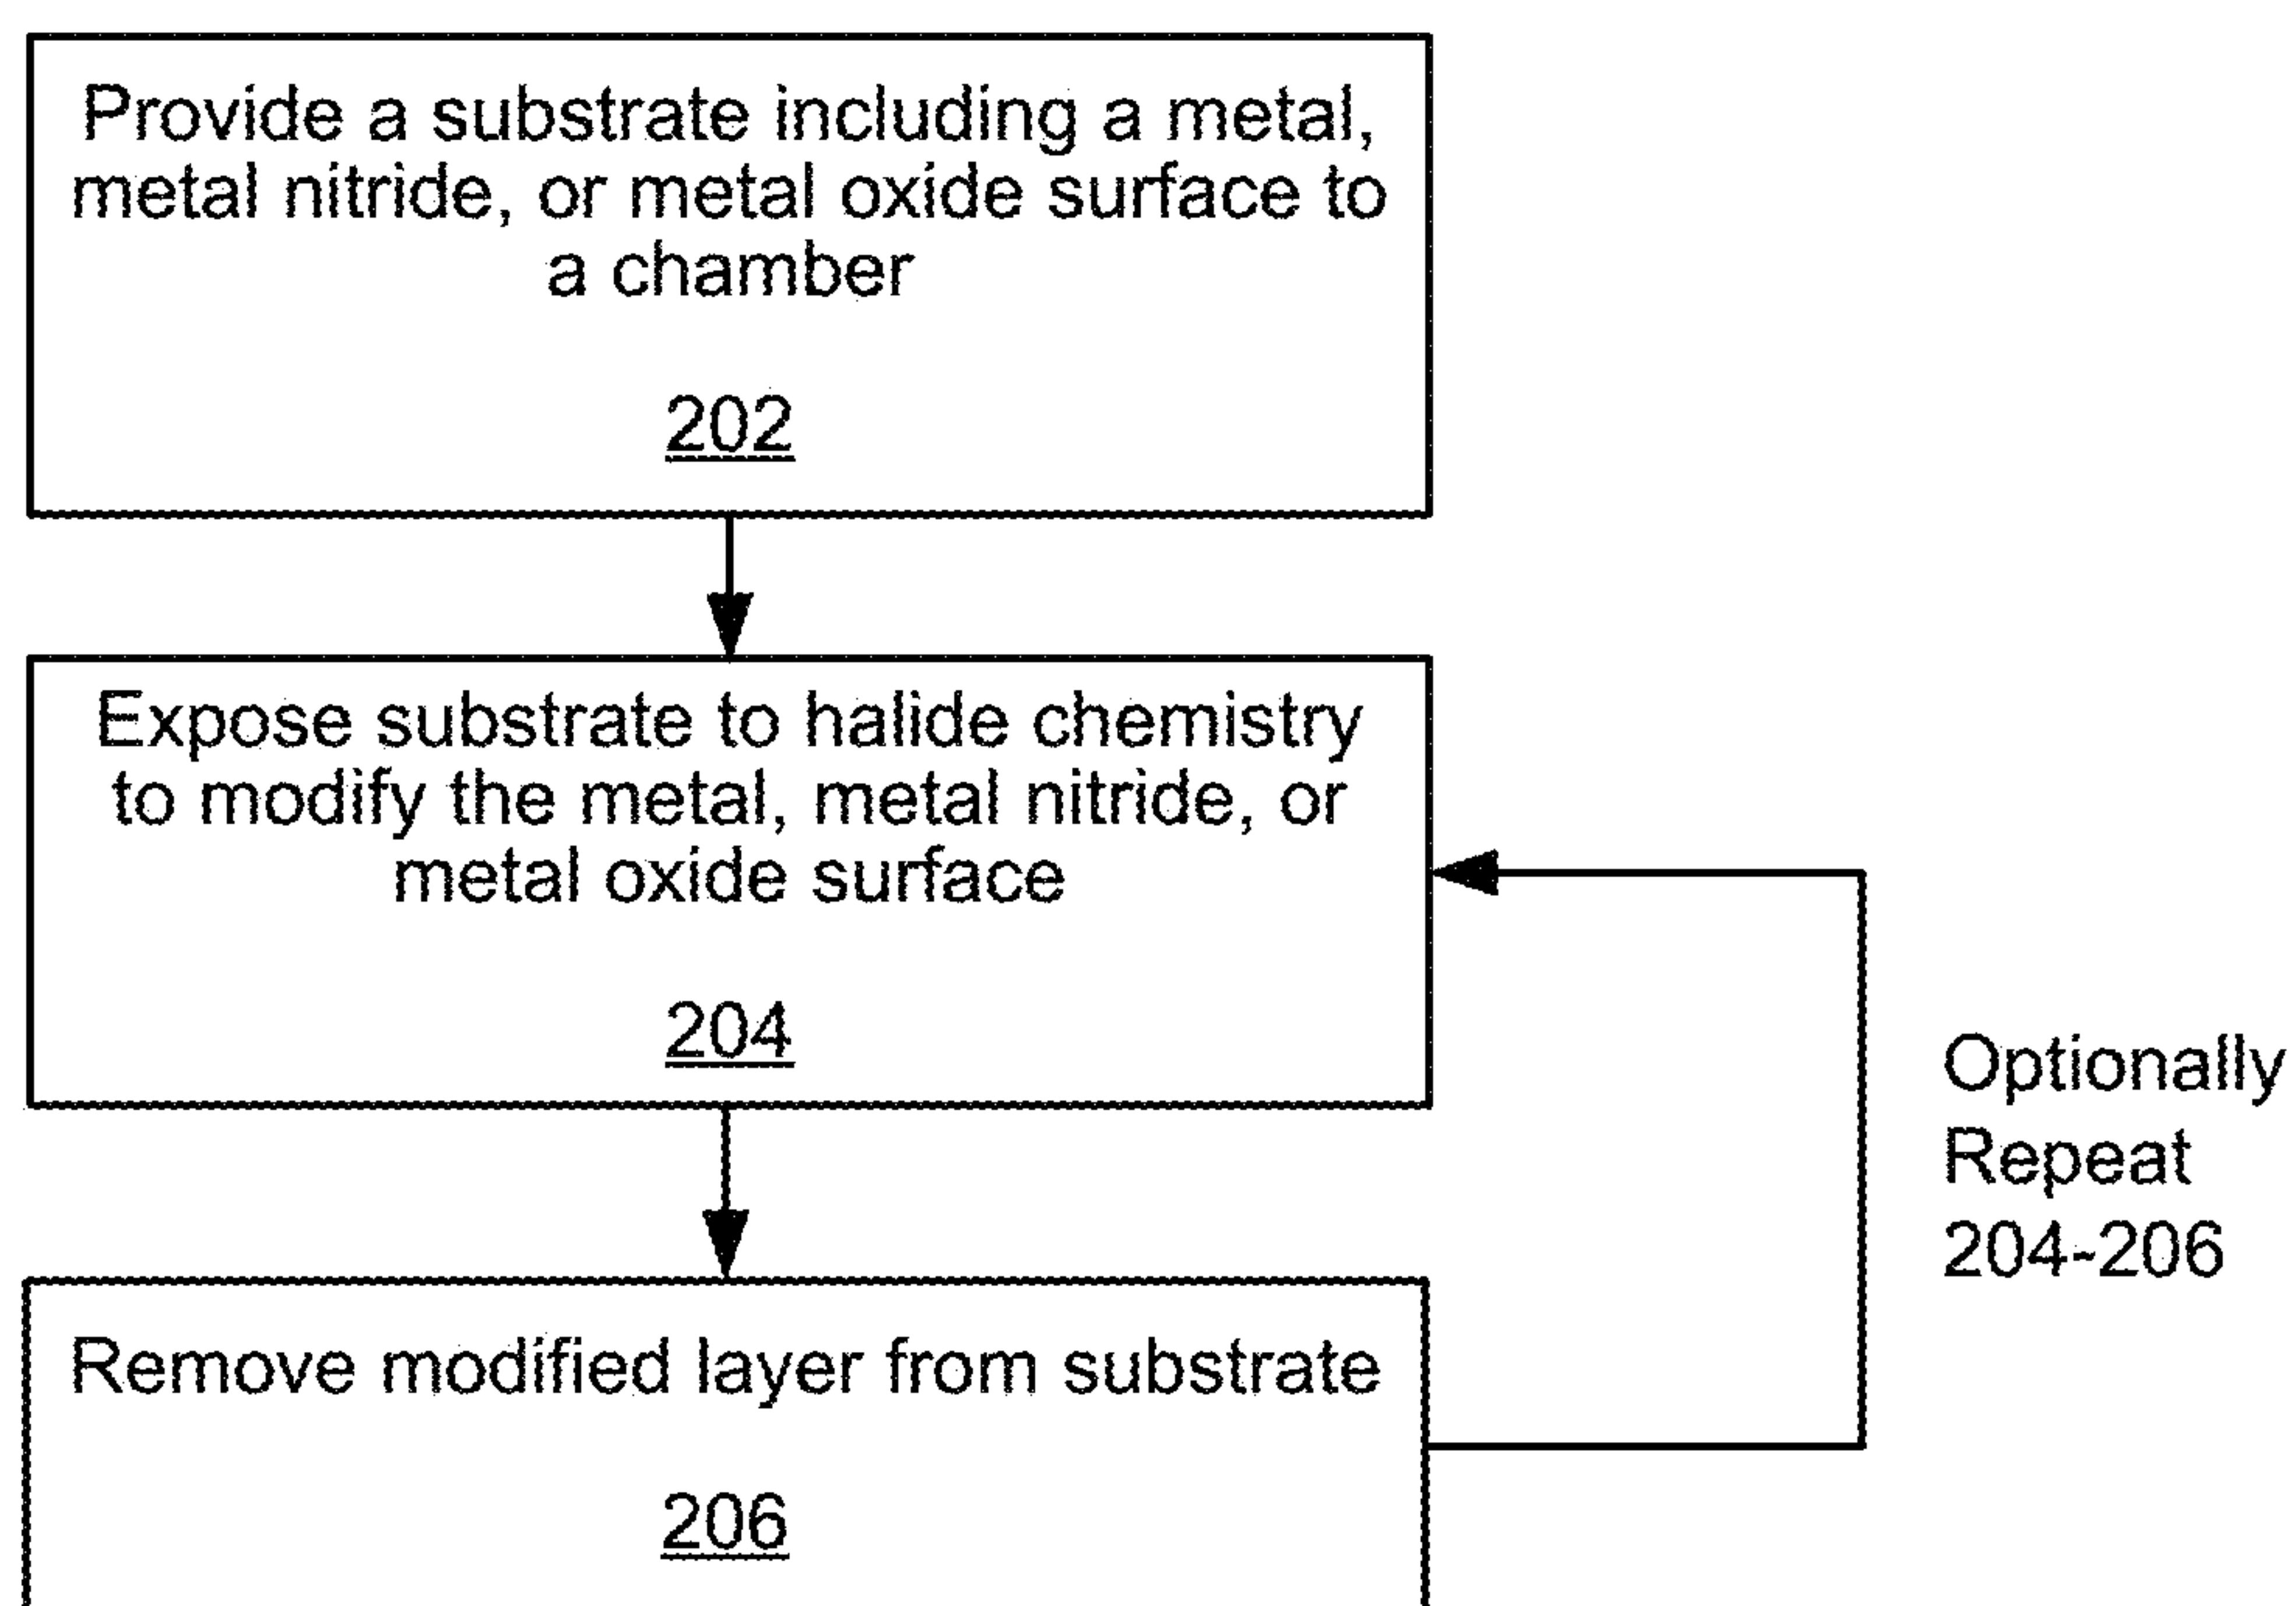 Provide a substrate including a metal,
metal nitride, or metal oxide surface to
a chamber
202
Expose substrate to halide chemistry
to modify the metal, metal nitride, or
metal oxide surface
204
Optionally
Repeat
204-206
Remove modified layer from substrate
206